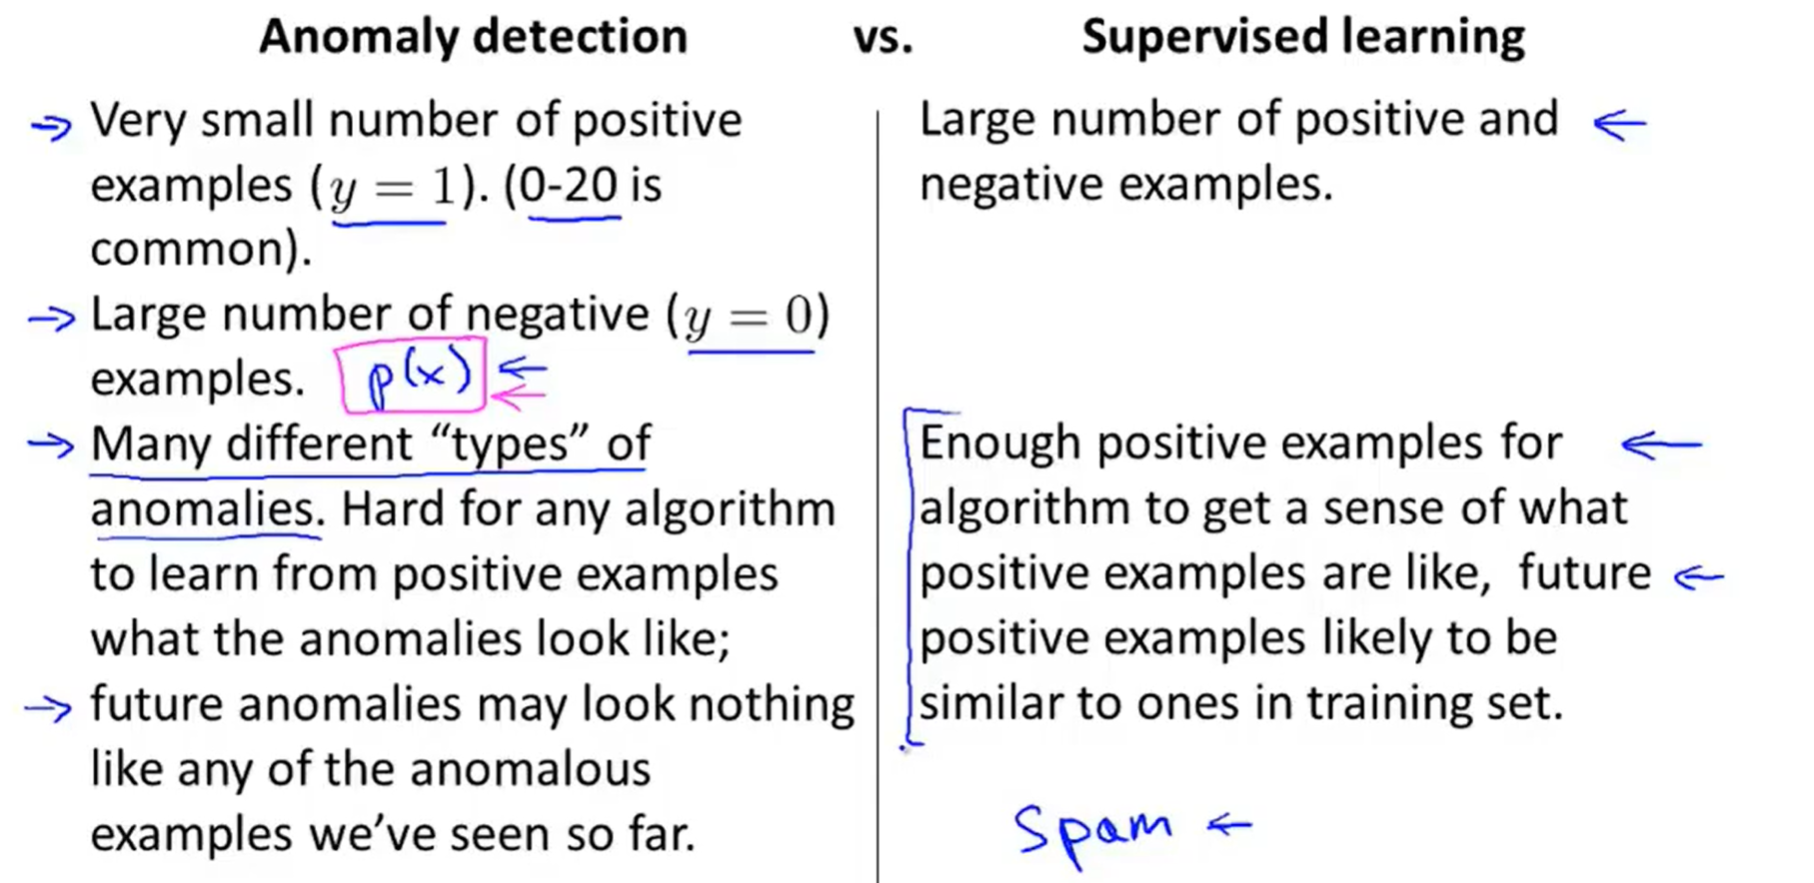 Anomaly detection vs. Supervised learning
→ Very small number of positive
examples (y = 1). (0-20 is
common).
→ Large number of negative (y = 0)
examples. p(x) ←
→ Many different “types” of
anomalies. Hard for any algorithm
to learn from positive examples
what the anomalies look like;
→ future anomalies may look nothing
like any of the anomalous
examples we’ve seen so far.
Large number of positive and ←
negative examples.
Enough positive examples for ←
algorithm to get a sense of what
positive examples are like, future ←
positive examples likely to be
similar to ones in training set.
Spam ←